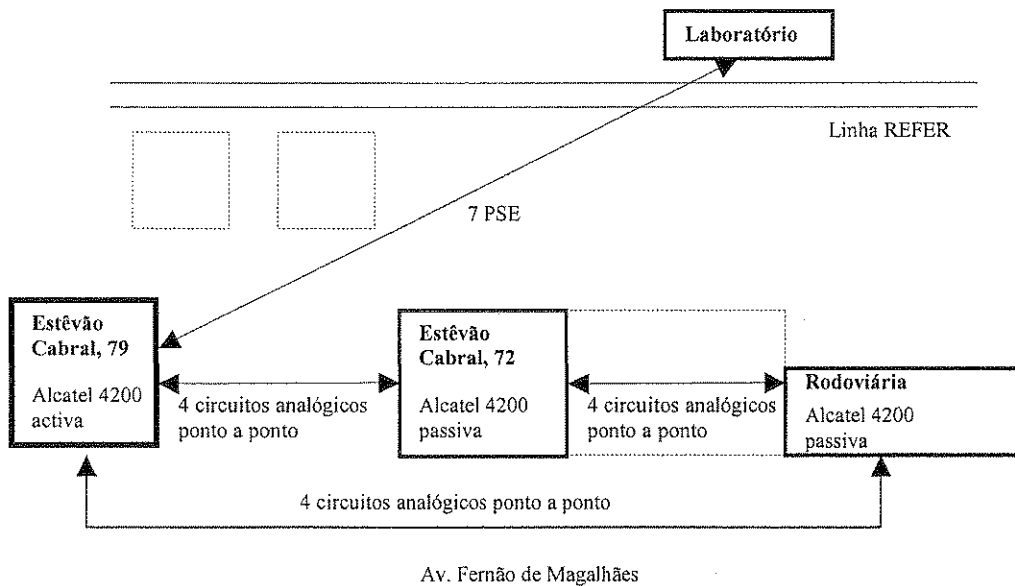 Laboratório
Linha REFER
7 PSE
Estêvão
Cabral, 79
Alcatel 4200
activa
4 circuitos analógicos
ponto a ponto
Estêvão
Cabral, 72
Alcatel 4200
passiva
4 circuitos analógicos
ponto a ponto
Rodoviária
Alcatel 4200
passiva
4 circuitos analógicos ponto a ponto
Av. Fernão de Magalhães